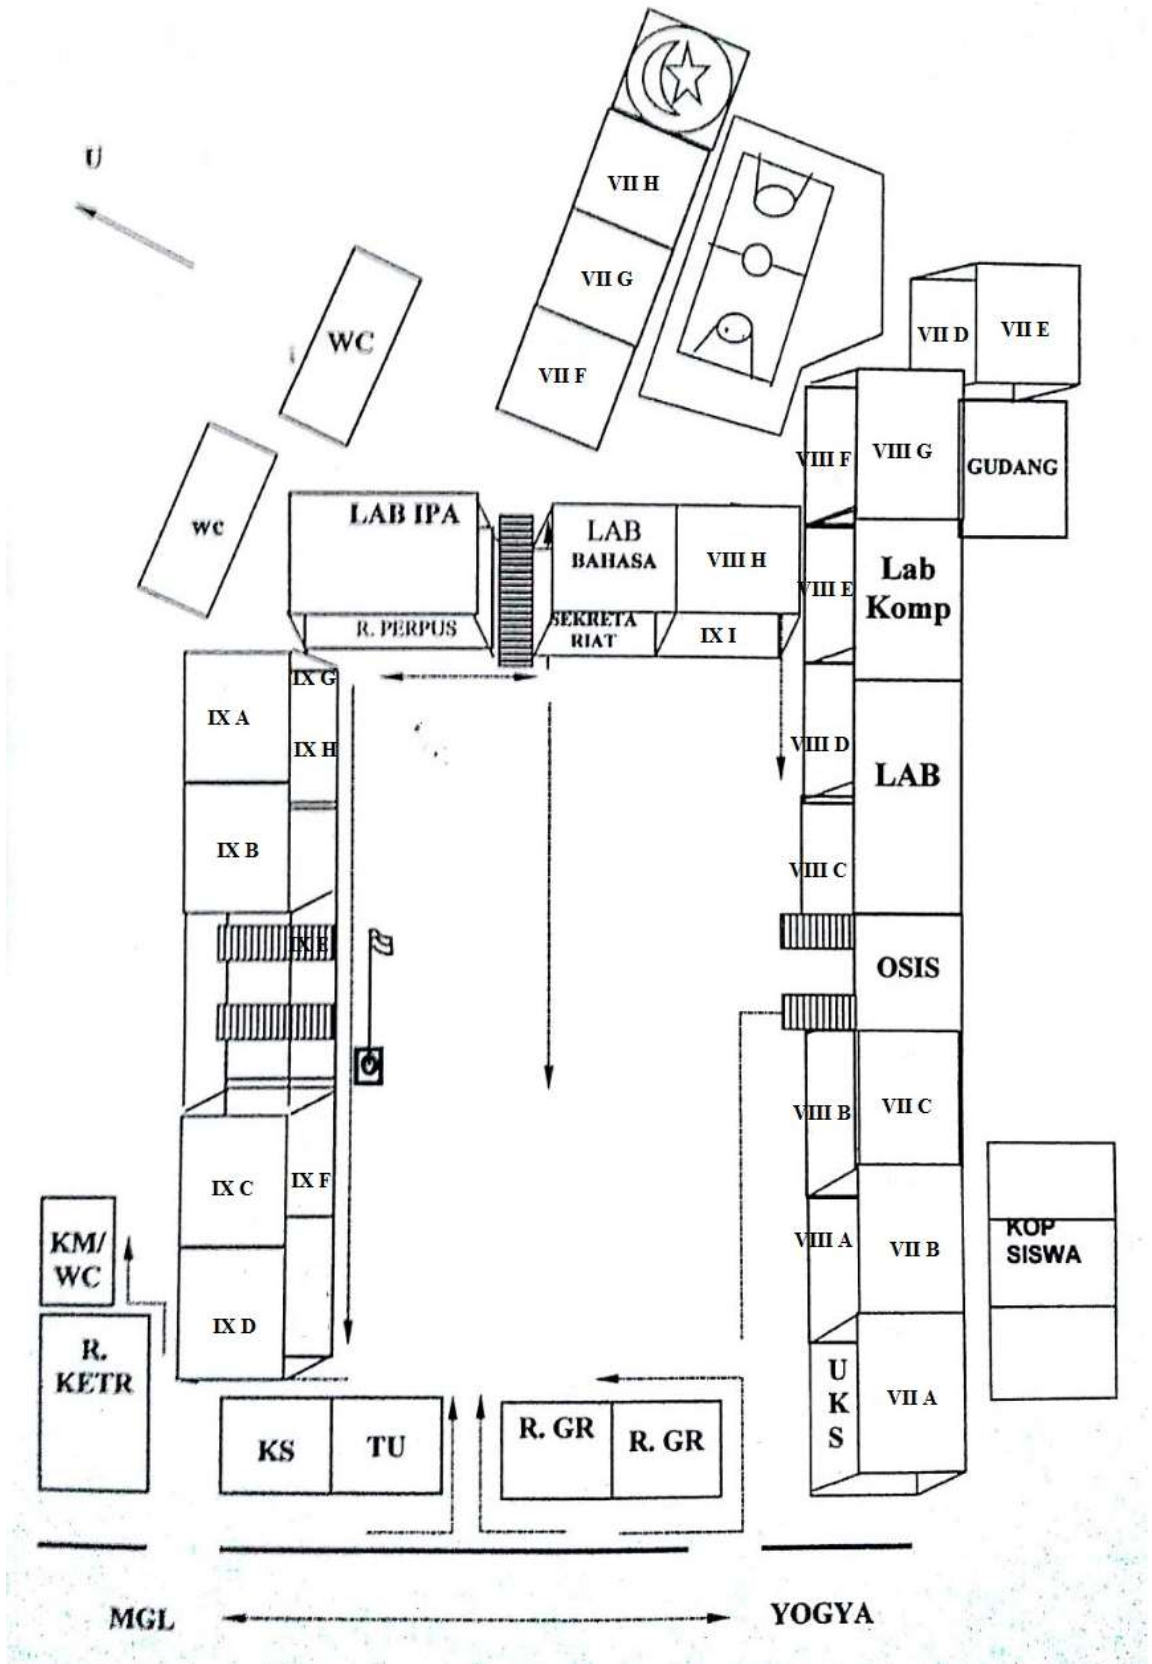 U
VII H
VII G
VII F
WC
wc
VII D
VII E
VIII F
VIII G
GUDANG
LAB IPA
LAB
BAHASA
VIII H
VIII E
Lab
Komp
R. PERPUS
SEKRETA
RIAT
IX I
IX G
IX A
IX H
VIII D
LAB
IX B
VIII C
IX E
OSIS
VIII B
VII C
IX C
IX F
KM/
WC
VIII A
VII B
KOP
SISWA
IX D
R.
KETR
U
K
S
VII A
KS
TU
R. GR
R. GR
MGL
YOGYA